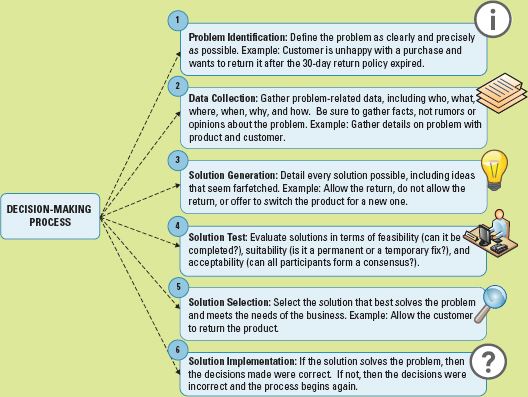 1
Problem Identification: Define the problem as clearly and precisely
as possible. Example: Customer is unhappy with a purchase and
wants to return it after the 30-day return policy expired.
2
Data Collection: Gather problem-related data, including who, what,
where, when, why, and how. Be sure to gather facts, not rumors or
opinions about the problem. Example: Gather details on problem with
product and customer.
3
Solution Generation: Detail every solution possible, including ideas
that seem farfetched. Example: Allow the return, do not allow the
return, or offer to switch the product for a new one.
DECISION-MAKING
PROCESS
4
Solution Test: Evaluate solutions in terms of feasibility (can it be
completed?), suitability (is it a permanent or a temporary fix?), and
acceptability (can all participants form a consensus?).
5
Solution Selection: Select the solution that best solves the problem
and meets the needs of the business. Example: Allow the customer
to return the product.
6
Solution Implementation: If the solution solves the problem, then
the decisions made were correct. If not, then the decisions were
incorrect and the process begins again.